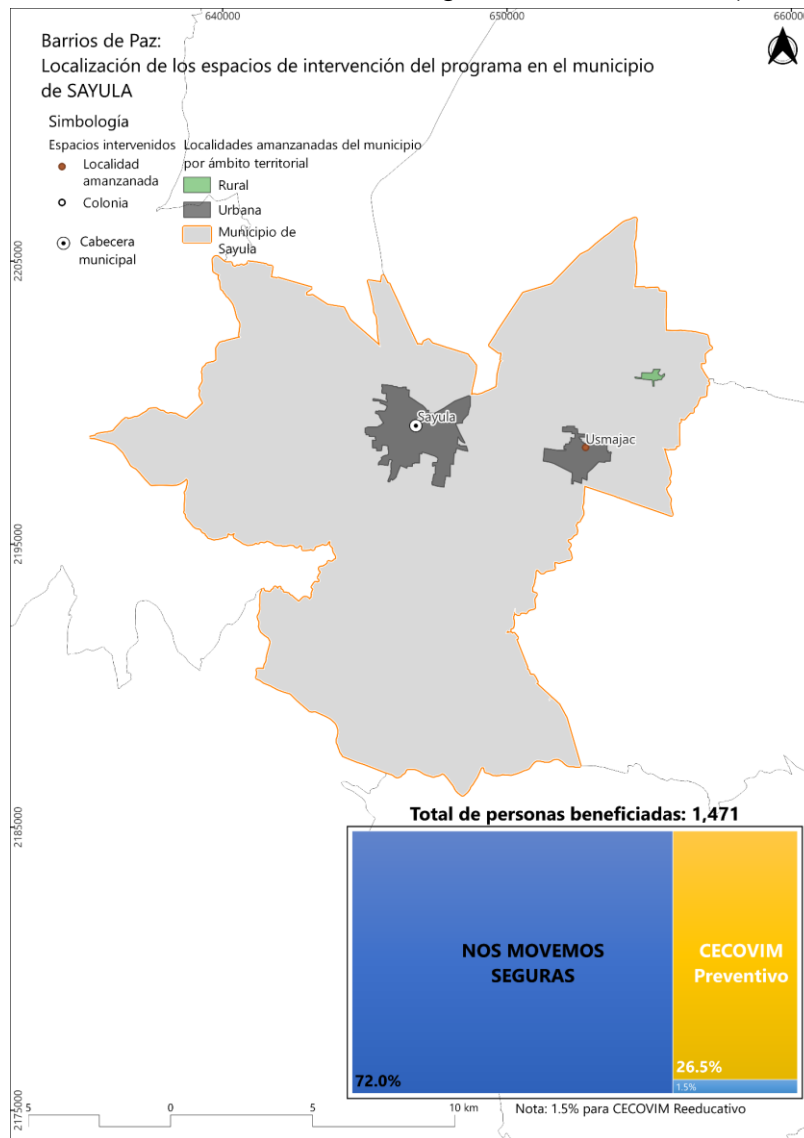 640000
650000
660000
Barrios de Paz:
Localización de los espacios de intervención del programa en el municipio
de SAYULA
Simbología
Espacios intervenidos
Localidad
amanzanada
Colonia
Cabecera
municipal
Localidades amanzanadas del municipio
por ámbito territorial
Rural
Urbana
Municipio de
Sayula
2205000
2195000
2185000
2175000
Sayula
Usmajac
Total de personas beneficiadas: 1,471
NOS MOVEMOS
SEGURAS
72.0%
CECOVIM
Preventivo
26.5%
1.5%
Nota: 1.5% para CECOVIM Reeducativo
5
0
5
10 km